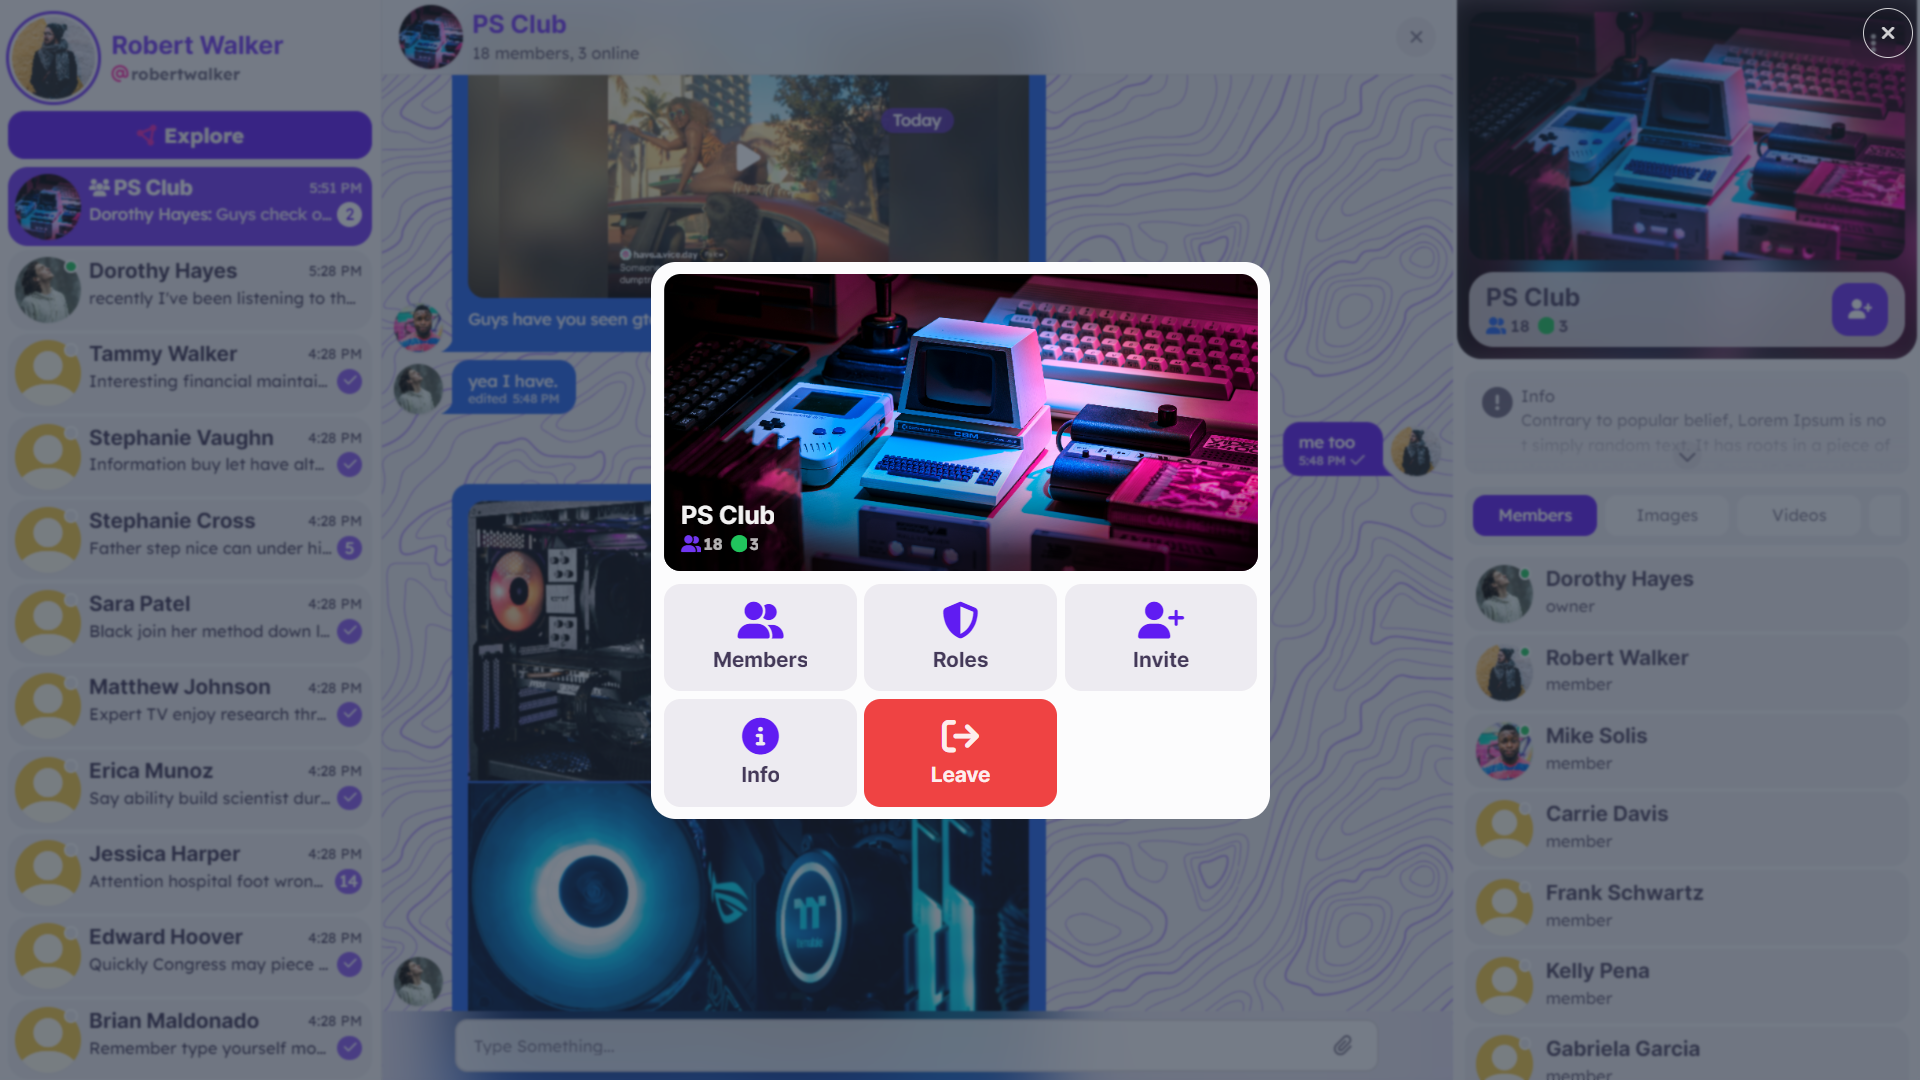 Robert Walker
@robertwalker
Explore
PS Club 5:51 PM
Dorothy Hayes: Guys check o... 2
Dorothy Hayes 5:28 PM
recently I've been listening to th...
Tammy Walker 4:28 PM
Interesting financial maintai...
Stephanie Vaughn 4:28 PM
Information buy let have alt...
Stephanie Cross 4:28 PM
Father step nice can under hi... 5
Sara Patel 4:28 PM
Black join her method down l...
Matthew Johnson 4:28 PM
Expert TV enjoy research thr...
Erica Munoz 4:28 PM
Say ability build scientist dur...
Jessica Harper 4:28 PM
Attention hospital foot wron... 14
Edward Hoover 4:28 PM
Quickly Congress may piece ...
Brian Maldonado 4:28 PM
Remember type yourself mo...
PS Club
18 members, 3 online
Today
Guys have you seen
yea I have.
edited 5:48 PM
me too
5:48 PM
Type Something...
PS Club
18 3
Members
Roles
Invite
Info
Leave
PS Club
18 3
Info
Contrary to popular belief, Lorem Ipsum is no
t simply random text. It has roots in a piece of
Members Images Videos
Dorothy Hayes
owner
Robert Walker
member
Mike Solis
member
Carrie Davis
member
Frank Schwartz
member
Kelly Pena
member
Gabriela Garcia
member